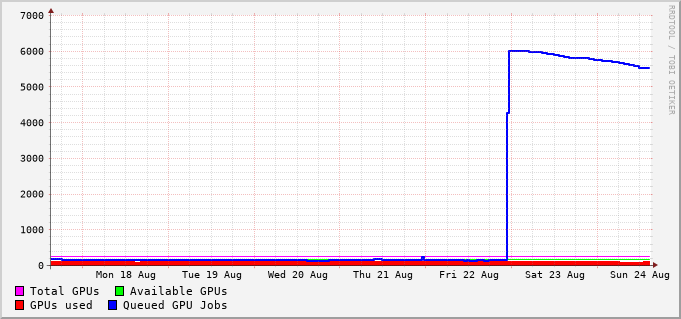 7000
6000
5000
4000
3000
2000
1000
0
Mon 18 Aug Tue 19 Aug Wed 20 Aug Thu 21 Aug Fri 22 Aug Sat 23 Aug Sun 24 Aug
Total GPUs Available GPUs
GPUs used Queued GPU Jobs
RRDTOOL / TOBI OETIKER